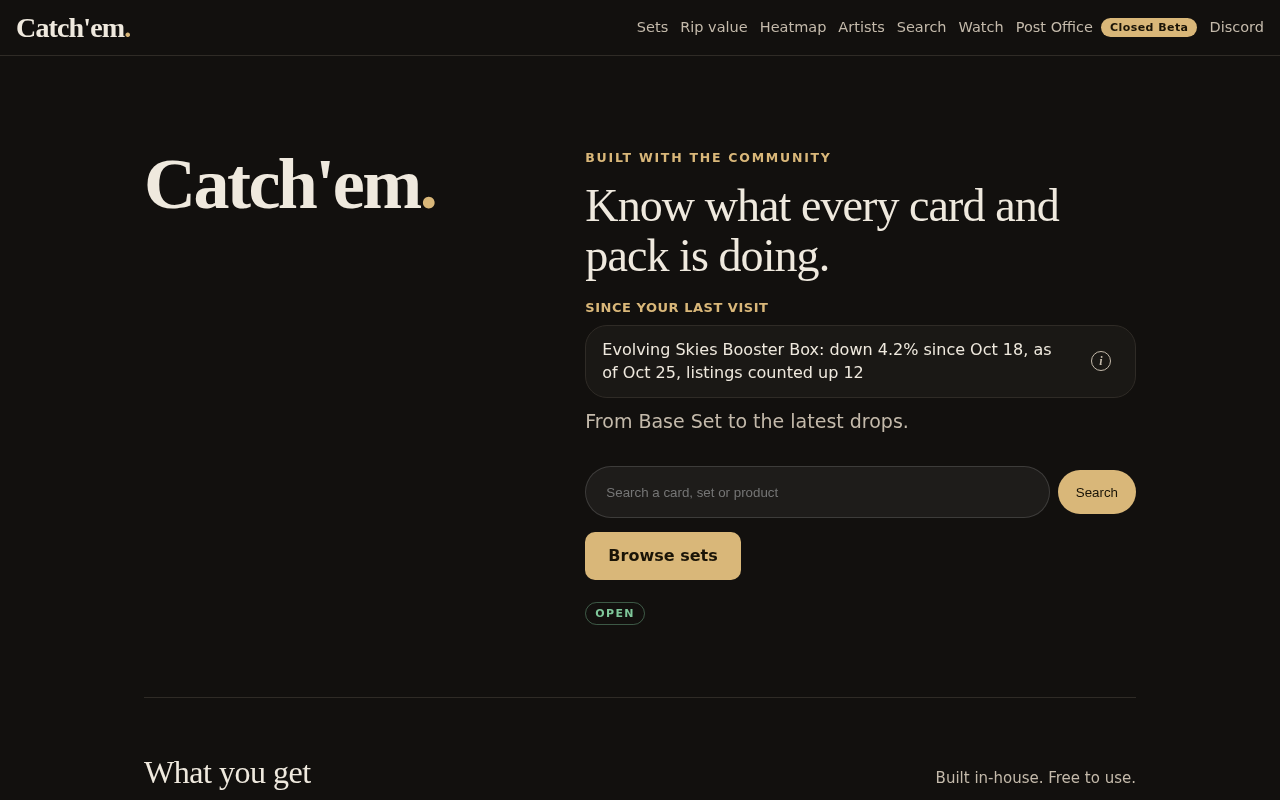 Catch'em.
Sets Rip value Heatmap Artists Search Watch Post Office Closed Beta Discord
Catch'em.
BUILT WITH THE COMMUNITY
Know what every card and
pack is doing.
SINCE YOUR LAST VISIT
Evolving Skies Booster Box: down 4.2% since Oct 18, as
of Oct 25, listings counted up 12
i
From Base Set to the latest drops.
Search a card, set or product
Search
Browse sets
OPEN
What you get
Built in-house. Free to use.